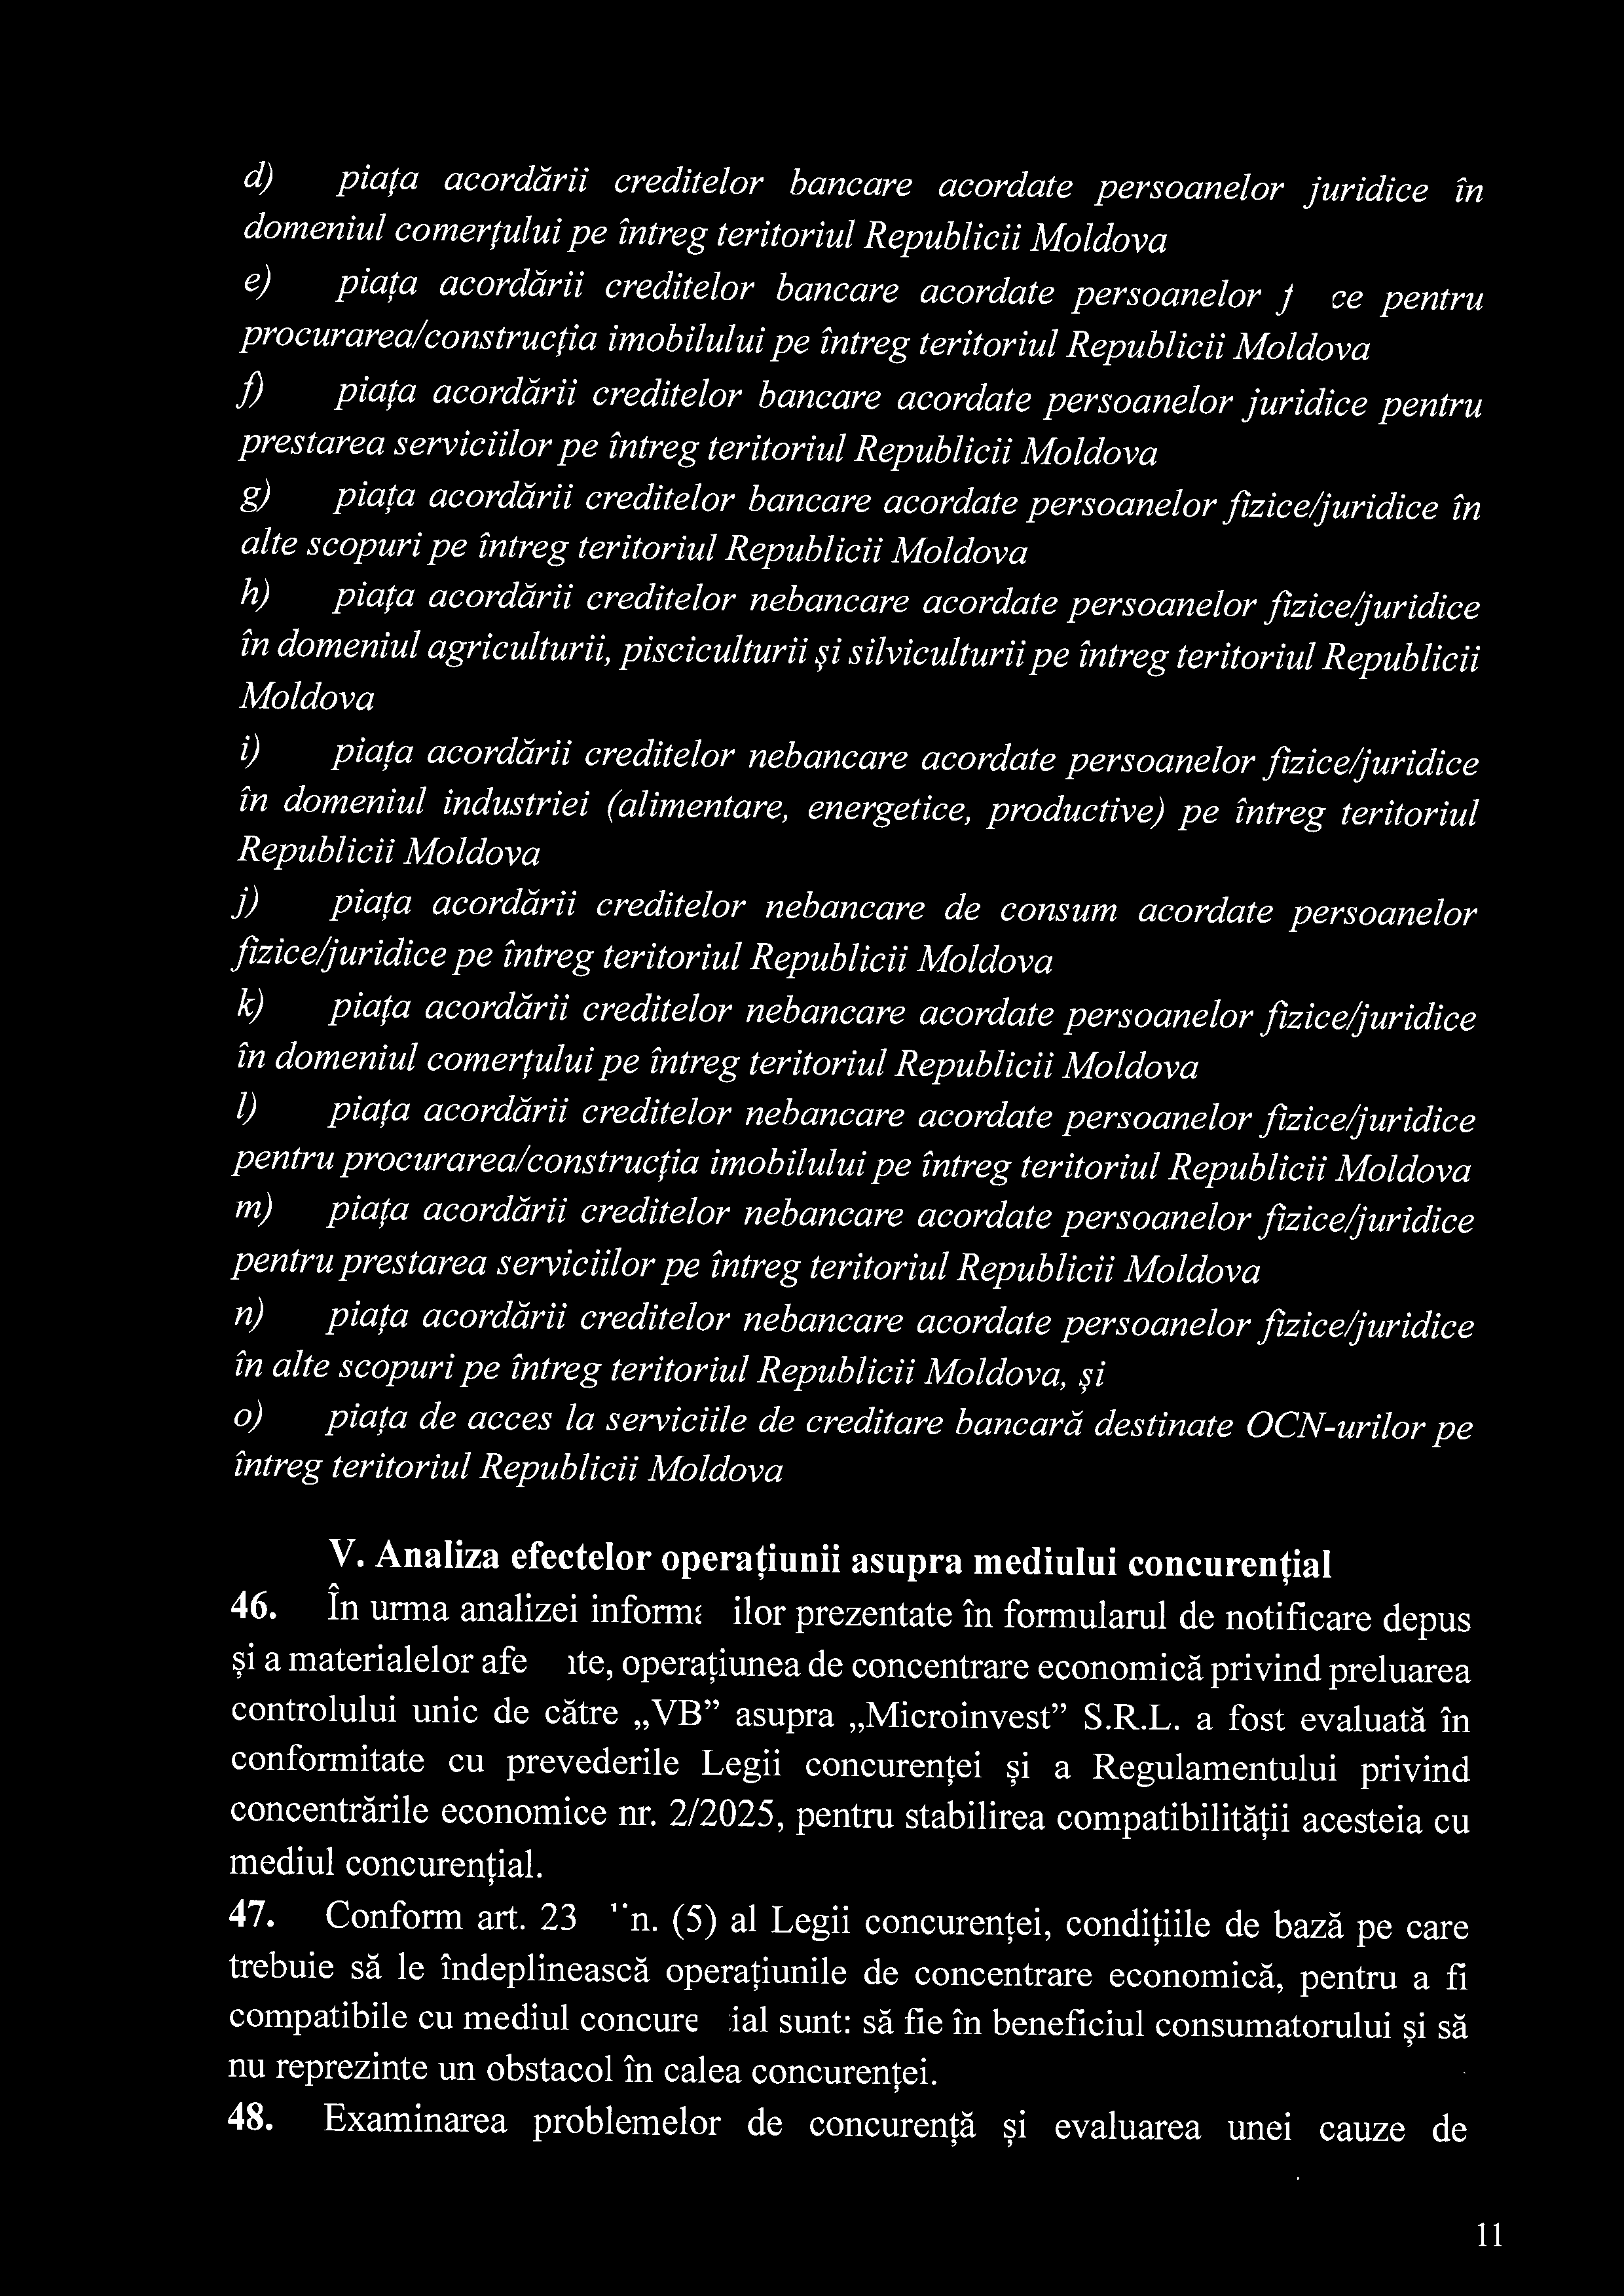 d) piața acordării creditelor bancare acordate persoanelor juridice în
domeniul comerțului pe întreg teritoriul Republicii Moldova
e) piața acordării creditelor bancare acordate persoanelor pentru
procurarea/construcția imobilului pe întreg teritoriul Republicii Moldova
f) piața acordării creditelor bancare acordate persoanelor juridice pentru
prestarea serviciilor pe întreg teritoriul Republicii Moldova
g) piața acordării creditelor bancare acordate persoanelor fizice/juridice în
alte scopuri pe întreg teritoriul Republicii Moldova
h) piața acordării creditelor nebancare acordate persoanelor fizice/juridice
în domeniul agriculturii, pisciculturii și silviculturii pe întreg teritoriul Republicii
Moldova
i) piața acordării creditelor nebancare acordate persoanelor fizice/juridice
în domeniul industriei (alimentare, energetice, productive) pe întreg teritoriul
Republicii Moldova
j) piața acordării creditelor nebancare de consum acordate persoanelor
fizice/juridice pe întreg teritoriul Republicii Moldova
k) piața acordării creditelor nebancare acordate persoanelor fizice/juridice
în domeniul comerțului pe întreg teritoriul Republicii Moldova
l) piața acordării creditelor nebancare acordate persoanelor fizice/juridice
pentru procurarea/construcția imobilului pe întreg teritoriul Republicii Moldova
m) piața acordării creditelor nebancare acordate persoanelor fizice/juridice
pentru prestarea serviciilor pe întreg teritoriul Republicii Moldova
n) piața acordării creditelor nebancare acordate persoanelor fizice/juridice
în alte scopuri pe întreg teritoriul Republicii Moldova, și
o) piața de acces la serviciile de creditare bancară destinate OCN-urilor pe
întreg teritoriul Republicii Moldova
V. Analiza efectelor operațiunii asupra mediului concurențial
46. În urma analizei prezentate în formularul de notificare depus
și a materialelor operațiunea de concentrare economică privind preluarea
controlului unic de către „VB” asupra „Microinvest” S.R.L. a fost evaluată în
conformitate cu prevederile Legii concurenței și a Regulamentului privind
concentrările economice nr. 2/2025, pentru stabilirea compatibilității acesteia cu
mediul concurențial.
47. Conform art. 23 (5) al Legii concurenței, condițiile de bază pe care
trebuie să le îndeplinească operațiunile de concentrare economică, pentru a fi
compatibile cu mediul sunt: să fie în beneficiul consumatorului și să
nu reprezinte un obstacol în calea concurenței.
48. Examinarea problemelor de concurență și evaluarea unei cauze de
11